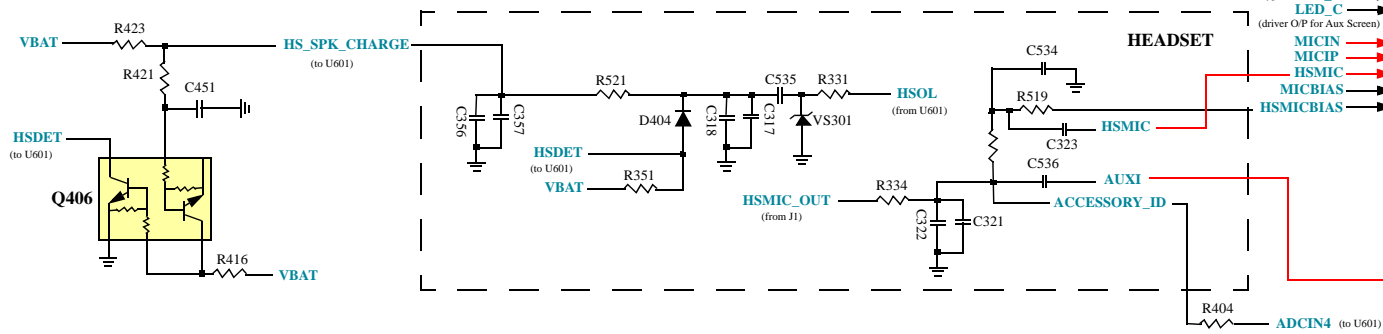 LED_C
(driver O/P for Aux Screen)
R423
VBAT
HS_SPK_CHARGE
(to U601)
HEADSET
MICIN
MICIP
HSMIC
MICBIAS
HSMICBIAS
C534
R421
C451
R521
C535
R331
HSOL
(from U601)
R519
C356
C357
D404
C318
C317
VS301
HSMIC
C323
HSDET
(to U601)
HSDET
(to U601)
VBAT
R351
C536
AUXI
Q406
R334
HSMIC_OUT
(from J1)
ACCESSORY_ID
C322
C321
R416
VBAT
R404
ADCIN4 (to U601)